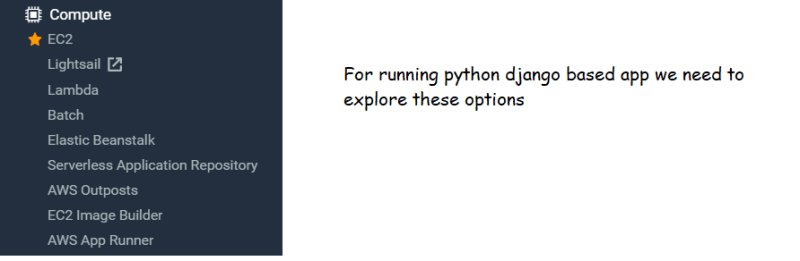 Compute
EC2
Lightsail
Lambda
Batch
Elastic Beanstalk
Serverless Application Repository
AWS Outposts
EC2 Image Builder
AWS App Runner
For running python django based app we need to
explore these options